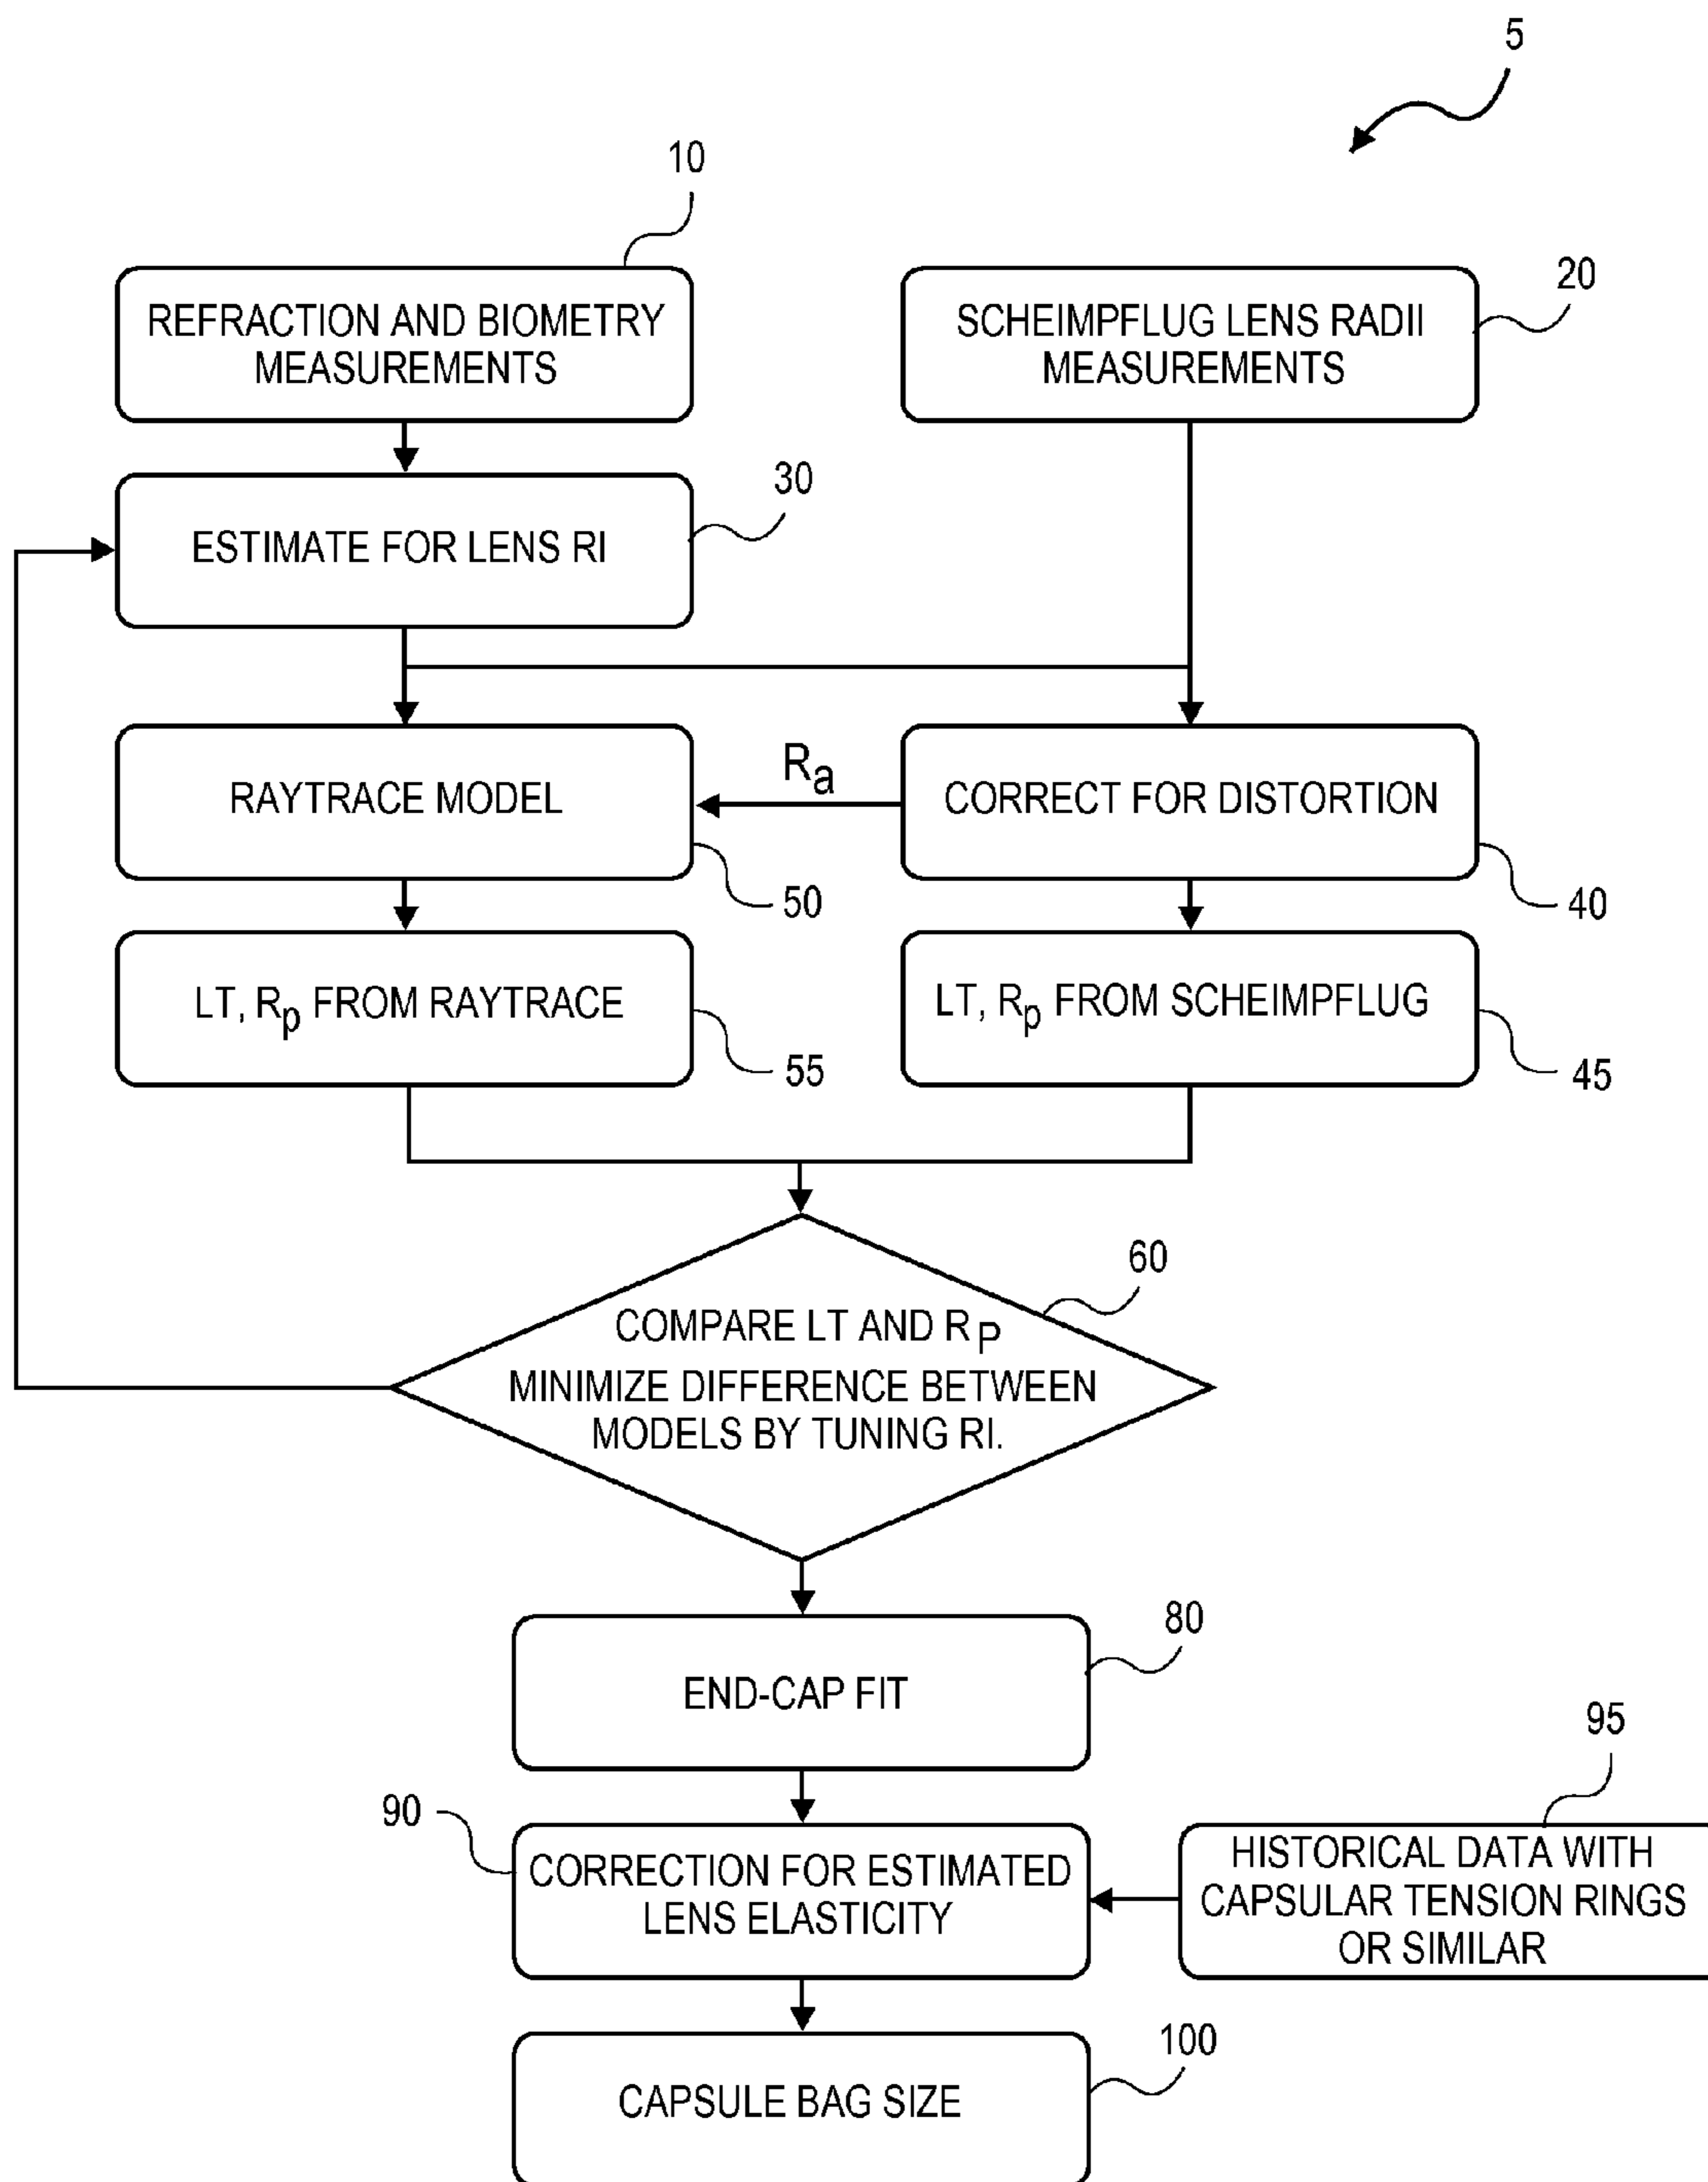 5
10
REFRACTION AND BIOMETRY
MEASUREMENTS
20
SCHEIMPFLUG LENS RADII
MEASUREMENTS
30
ESTIMATE FOR LENS RI
RAYTRACE MODEL
50
Ra
CORRECT FOR DISTORTION
40
LT, Rp FROM RAYTRACE
55
LT, Rp FROM SCHEIMPFLUG
45
60
COMPARE LT AND RP
MINIMIZE DIFFERENCE BETWEEN
MODELS BY TUNING RI.
80
END-CAP FIT
90
CORRECTION FOR ESTIMATED
LENS ELASTICITY
95
HISTORICAL DATA WITH
CAPSULAR TENSION RINGS
OR SIMILAR
100
CAPSULE BAG SIZE